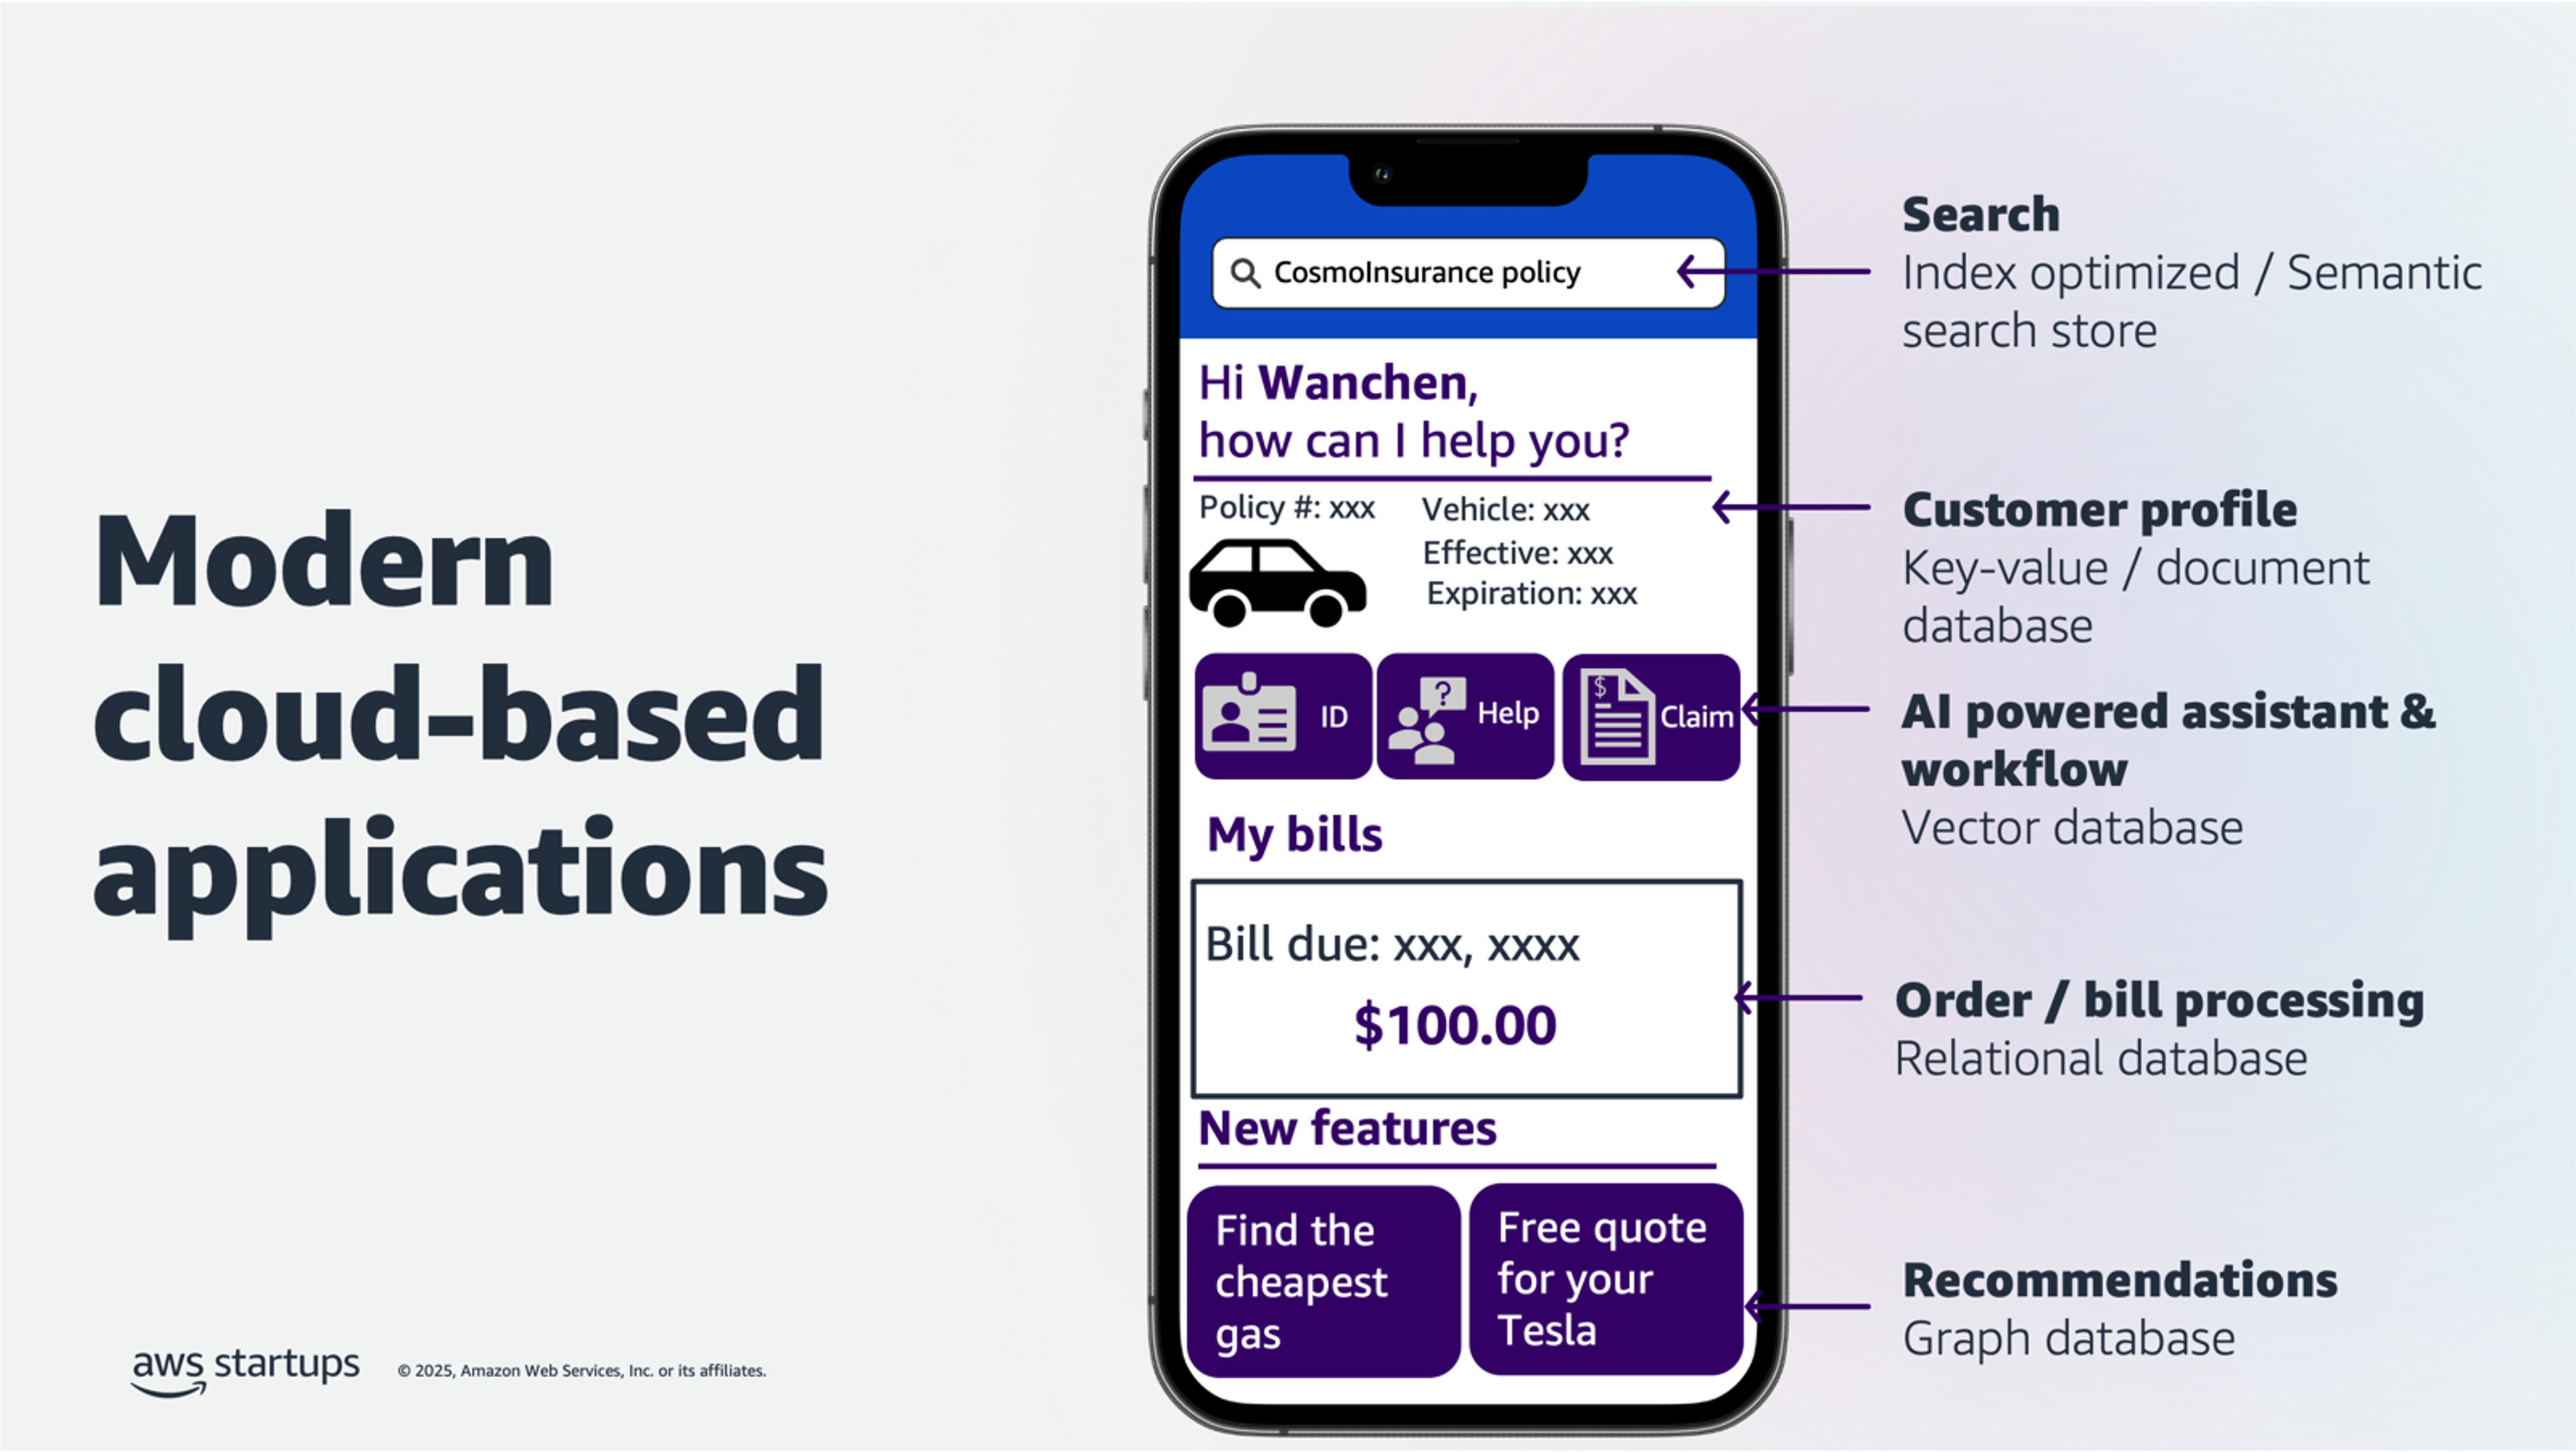 Modern
cloud-based
applications
CosmoInsurance policy
Hi Wanchen,
how can I help you?
Policy #: xxx
Vehicle: xxx
Effective: xxx
Expiration: xxx
ID
?
Help
$
Claim
My bills
Bill due: xxx, xxxx
$100.00
New features
Find the
cheapest
gas
Free quote
for your
Tesla
Search
Index optimized / Semantic
search store
Customer profile
Key-value / document
database
AI powered assistant &
workflow
Vector database
Order / bill processing
Relational database
Recommendations
Graph database
aws startups
© 2025, Amazon Web Services, Inc. or its affiliates.